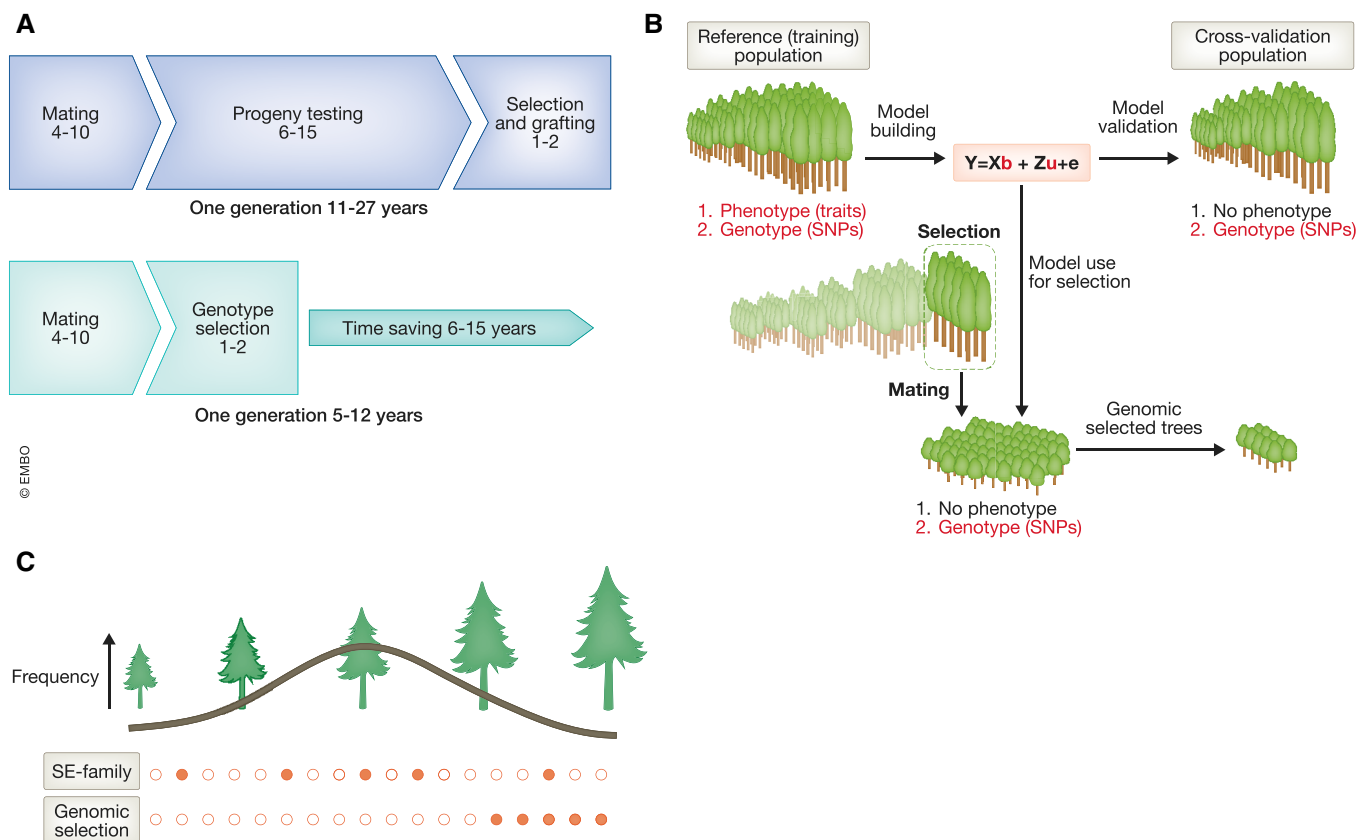 A
Mating
4-10
Progeny testing
6-15
Selection
and grafting
1-2
One generation 11-27 years
Mating
4-10
Genotype
selection
1-2
Time saving 6-15 years
One generation 5-12 years
© EMBO
B
Reference (training)
population
Cross-validation
population
Model
building
Model
validation
Y=Xb + Zu+e
1. Phenotype (traits)
2. Genotype (SNPs)
1. No phenotype
2. Genotype (SNPs)
Selection
Model use
for selection
Mating
Genomic
selected trees
1. No phenotype
2. Genotype (SNPs)
C
Frequency
SE-family
Genomic
selection